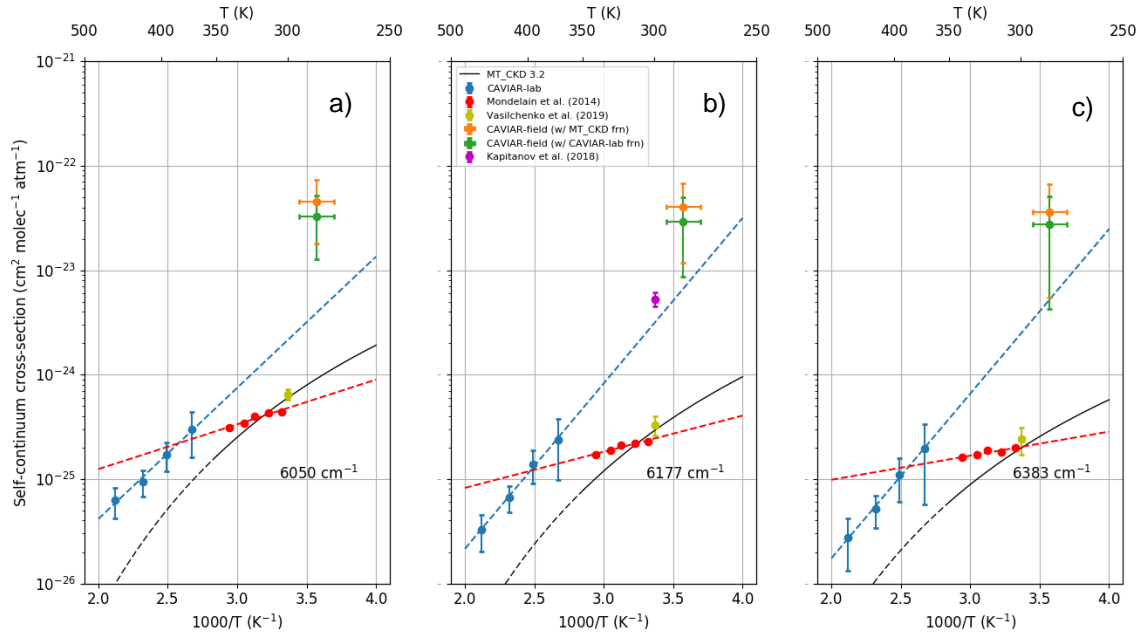 T (K)
T (K)
T (K)
500 400 350 300 250
500 400 350 300 250
500 400 350 300 250
Self-continuum cross-section (cm² molec⁻¹ atm⁻¹)
10⁻²¹
10⁻²²
10⁻²³
10⁻²⁴
10⁻²⁵
10⁻²⁶
a)
6050 cm⁻¹
MT_CKD 3.2
CAVIAR-lab
Mondelain et al. (2014)
Vasilchenko et al. (2019)
CAVIAR-field (w/ MT_CKD frn)
CAVIAR-field (w/ CAVIAR-lab frn)
Kapitanov et al. (2018)
b)
6177 cm⁻¹
c)
6383 cm⁻¹
2.0 2.5 3.0 3.5 4.0
2.0 2.5 3.0 3.5 4.0
2.0 2.5 3.0 3.5 4.0
1000/T (K⁻¹)
1000/T (K⁻¹)
1000/T (K⁻¹)